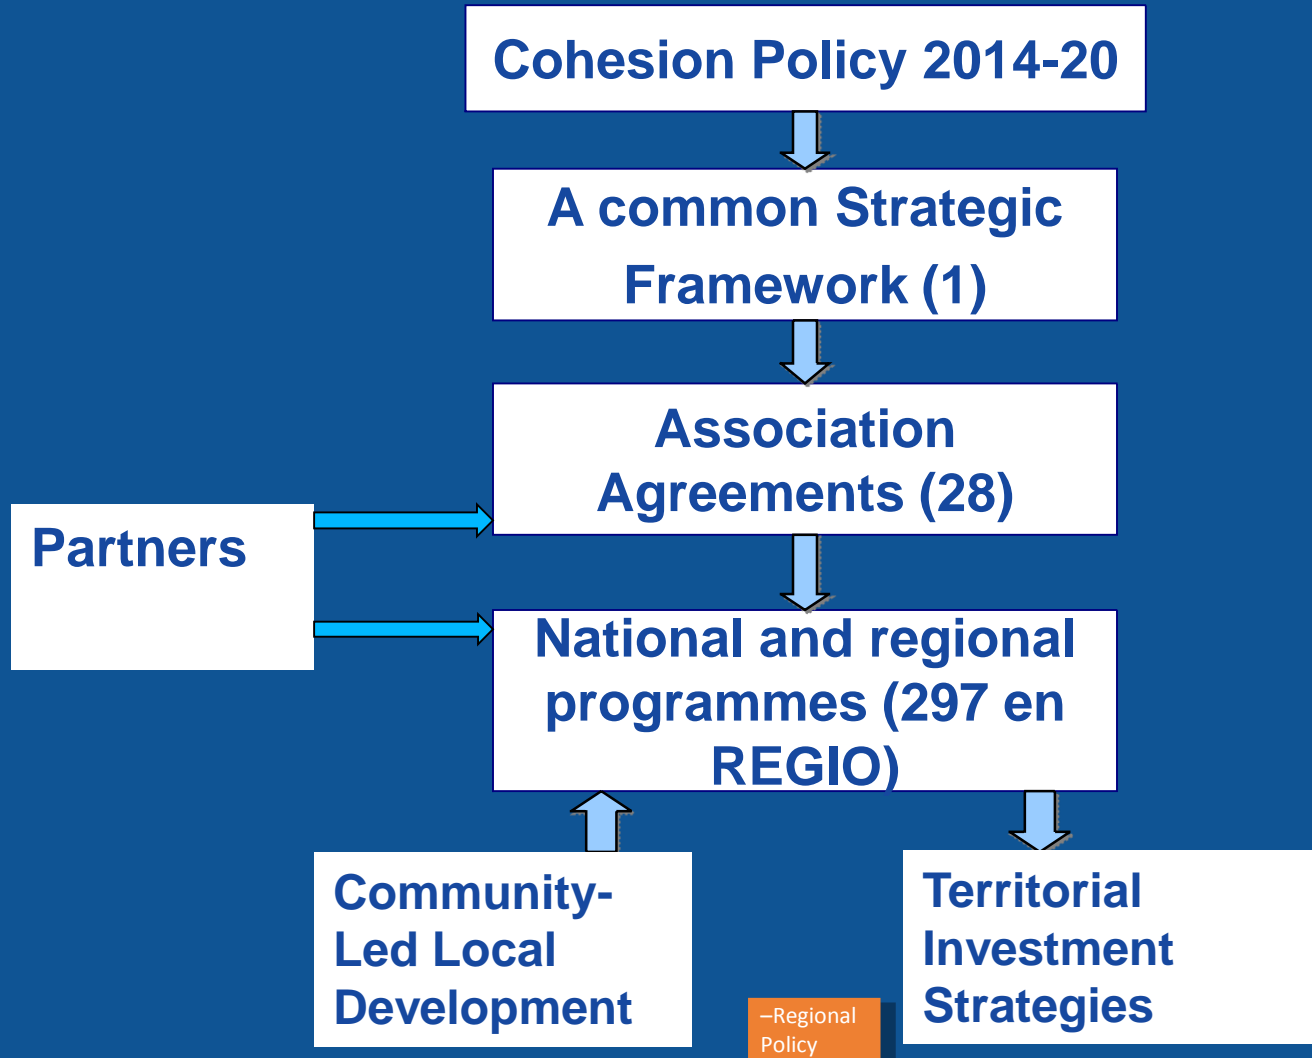 Cohesion Policy 2014-20
A common Strategic
Framework (1)
Association
Agreements (28)
Partners
National and regional
programmes (297 en
REGIO)
Community-
Led Local
Development
Territorial
Investment
Strategies
–Regional
Policy